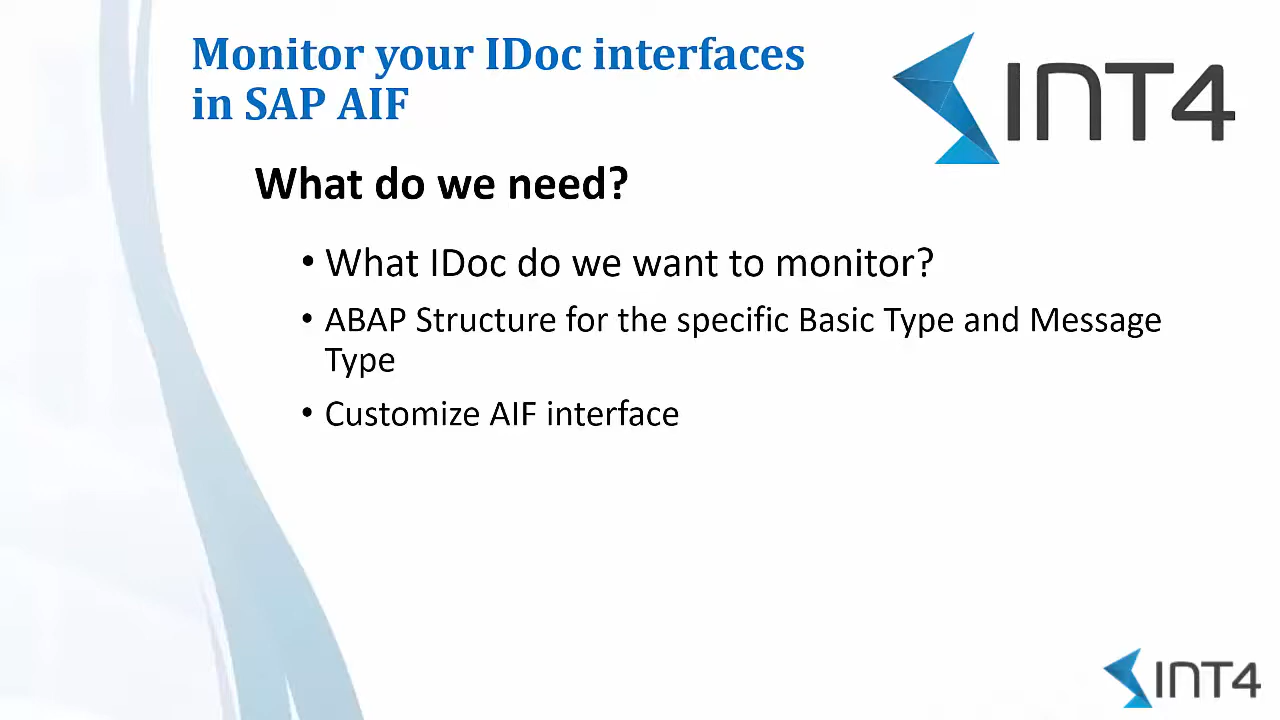 Monitor your IDoc interfaces
in SAP AIF
INT4
What do we need?
• What IDoc do we want to monitor?
• ABAP Structure for the specific Basic Type and Message
Type
• Customize AIF interface
INT4